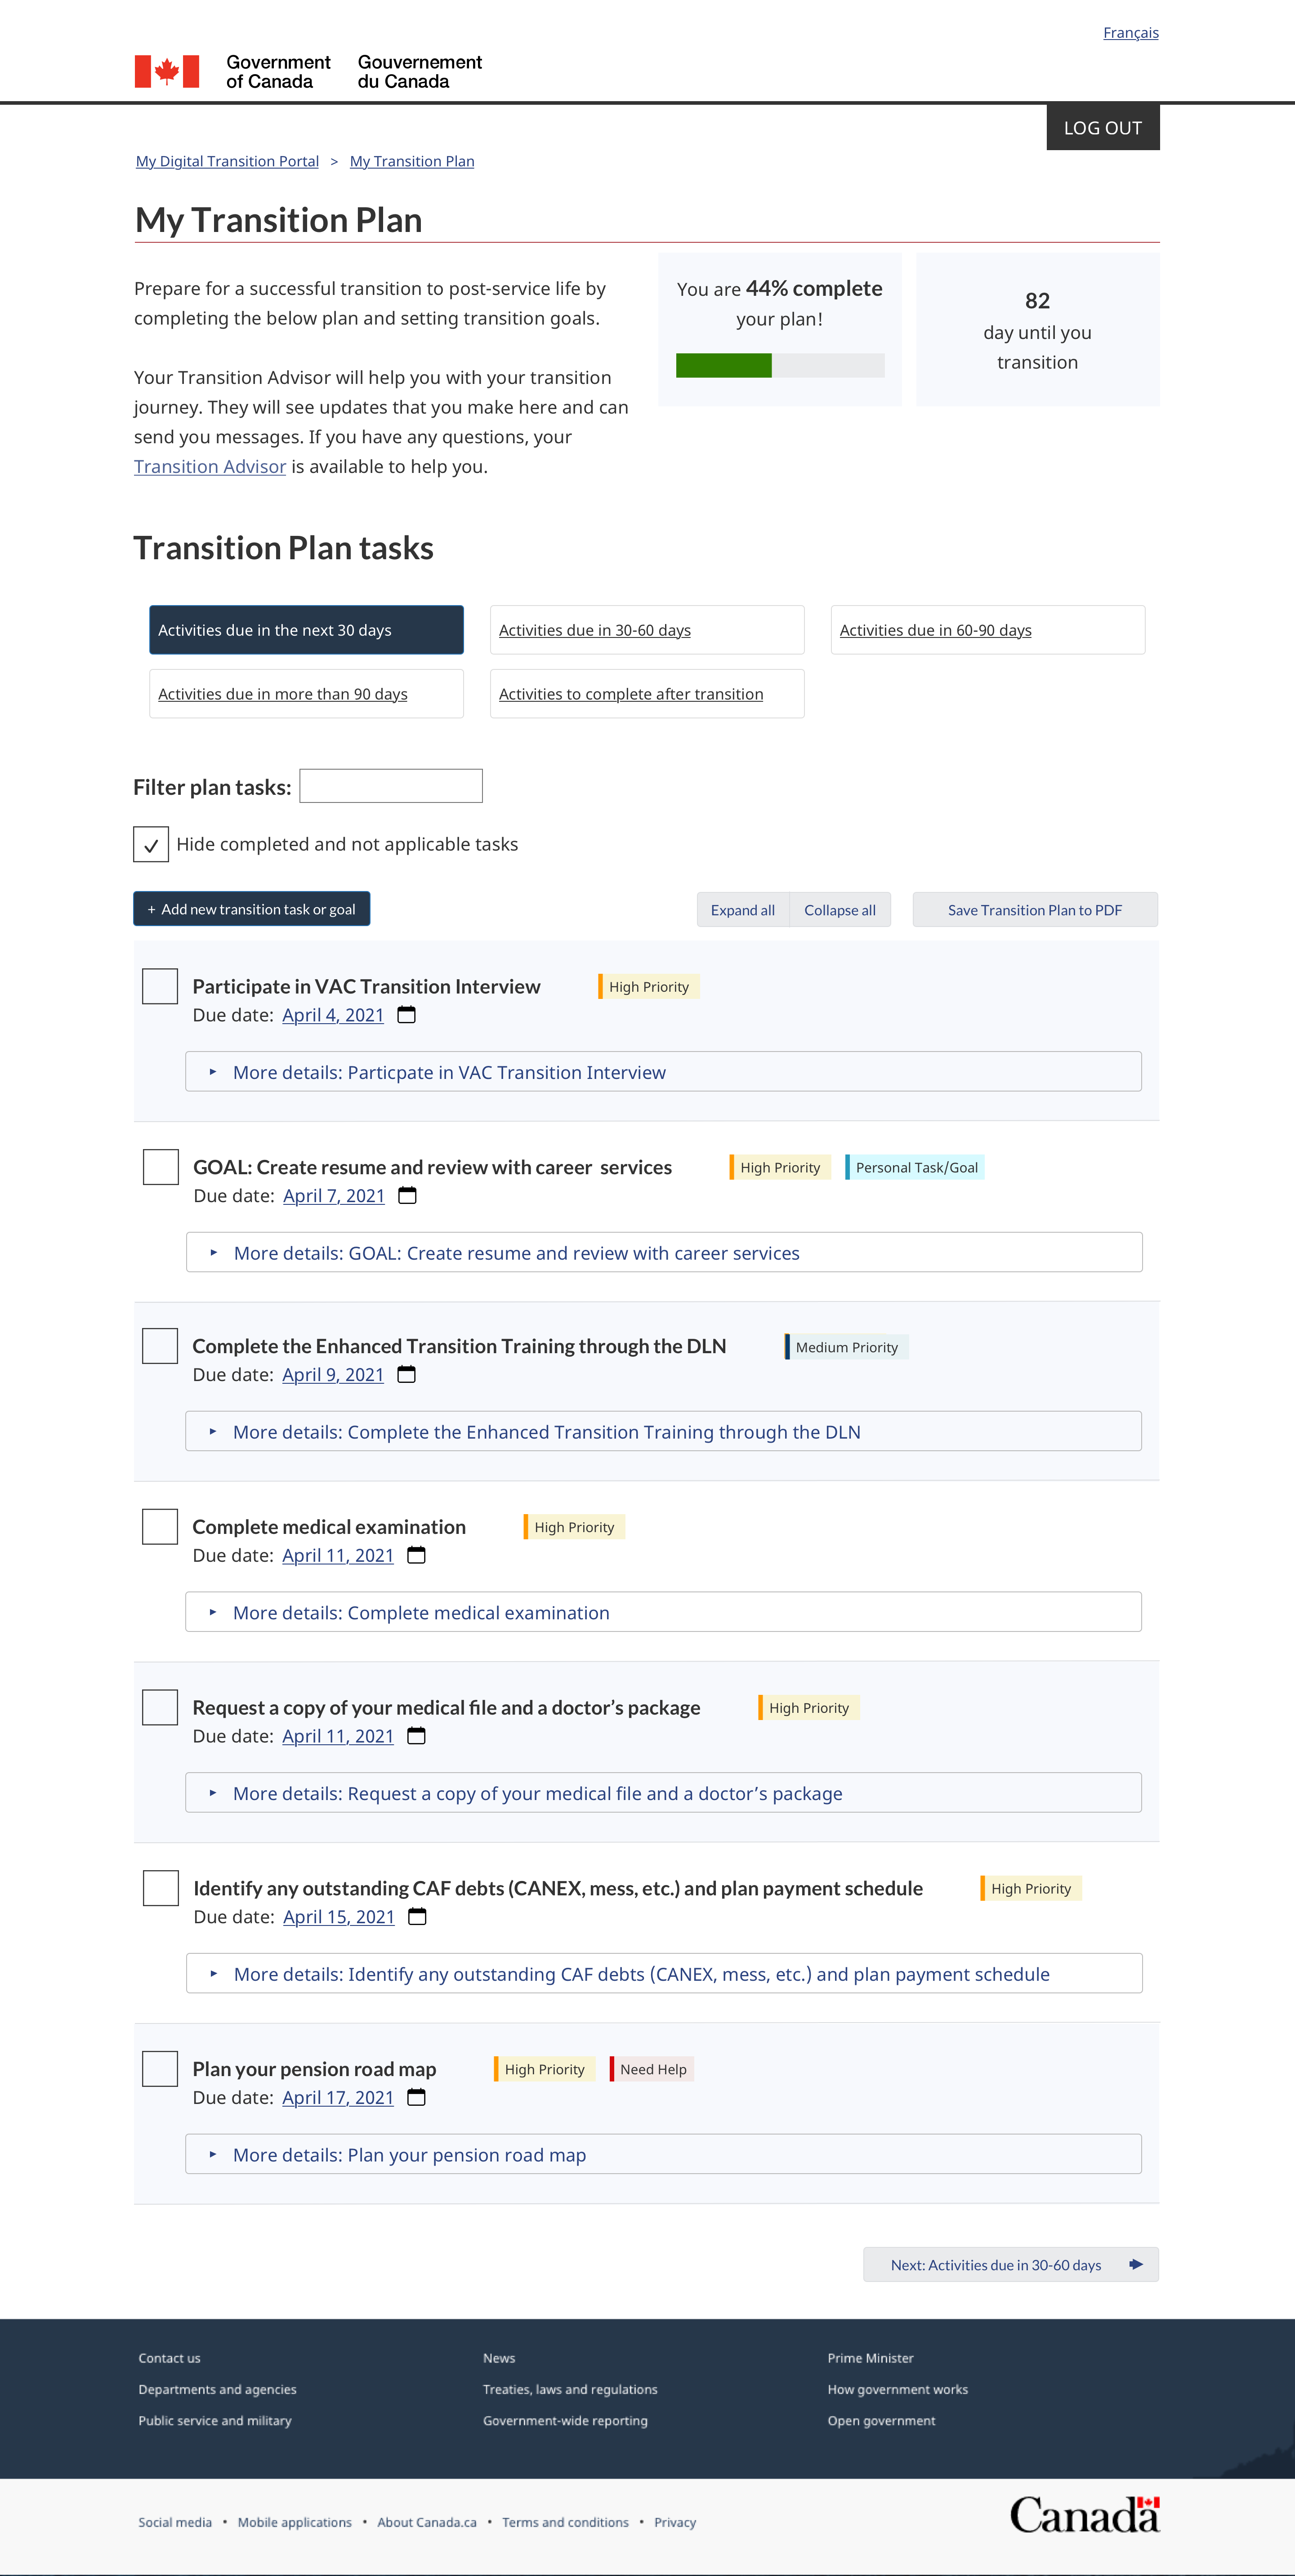 Français
Government
of Canada
Gouvernement
du Canada
LOG OUT
My Digital Transition Portal > My Transition Plan
My Transition Plan
Prepare for a successful transition to post-service life by
completing the below plan and setting transition goals.
Your Transition Advisor will help you with your transition
journey. They will see updates that you make here and can
send you messages. If you have any questions, your
Transition Advisor is available to help you.
You are 44% complete
your plan!
82
day until you
transition
Transition Plan tasks
Activities due in the next 30 days
Activities due in 30-60 days
Activities due in 60-90 days
Activities due in more than 90 days
Activities to complete after transition
Filter plan tasks:
Hide completed and not applicable tasks
+ Add new transition task or goal
Expand all
Collapse all
Save Transition Plan to PDF
Participate in VAC Transition Interview
High Priority
Due date: April 4, 2021
More details: Particpate in VAC Transition Interview
GOAL: Create resume and review with career services
High Priority
Personal Task/Goal
Due date: April 7, 2021
More details: GOAL: Create resume and review with career services
Complete the Enhanced Transition Training through the DLN
Medium Priority
Due date: April 9, 2021
More details: Complete the Enhanced Transition Training through the DLN
Complete medical examination
High Priority
Due date: April 11, 2021
More details: Complete medical examination
Request a copy of your medical file and a doctor’s package
High Priority
Due date: April 11, 2021
More details: Request a copy of your medical file and a doctor’s package
Identify any outstanding CAF debts (CANEX, mess, etc.) and plan payment schedule
High Priority
Due date: April 15, 2021
More details: Identify any outstanding CAF debts (CANEX, mess, etc.) and plan payment schedule
Plan your pension road map
High Priority
Need Help
Due date: April 17, 2021
More details: Plan your pension road map
Next: Activities due in 30-60 days
Contact us
News
Prime Minister
Departments and agencies
Treaties, laws and regulations
How government works
Public service and military
Government-wide reporting
Open government
Social media • Mobile applications • About Canada.ca • Terms and conditions • Privacy
Canada